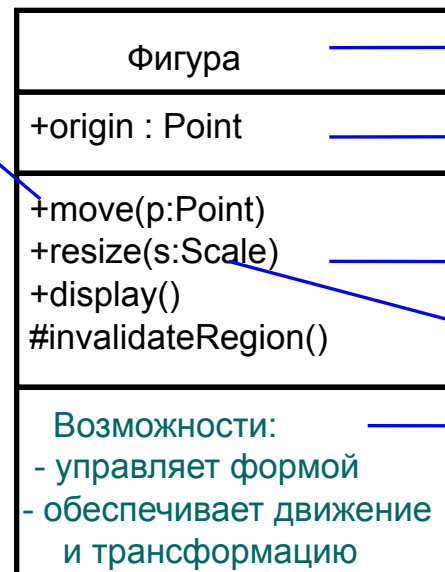 Фигура
+origin : Point
+move(p:Point)
+resize(s:Scale)
+display()
#invalidateRegion()
Возможности:
- управляет формой
- обеспечивает движение
и трансформацию